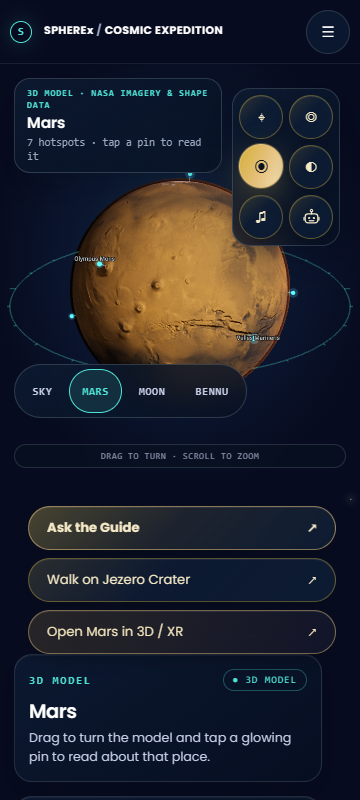 S SPHEREx / COSMIC EXPEDITION
3D MODEL · NASA IMAGERY & SHAPE
DATA
Mars
7 hotspots · tap a pin to read
it
Olympus Mons
Valles Marineris
SKY MARS MOON BENNU
DRAG TO TURN · SCROLL TO ZOOM
Ask the Guide ↗
Walk on Jezero Crater ↗
Open Mars in 3D / XR ↗
3D MODEL
3D MODEL
Mars
Drag to turn the model and tap a glowing
pin to read about that place.